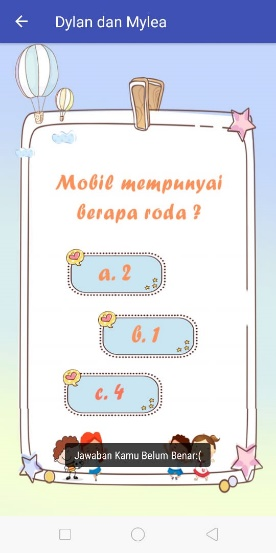 Dylan dan Mylea
Mobil mempunyai
berapa roda ?
a. 2
b. 1
c. 4
Jawaban Kamu Belum Benar:(